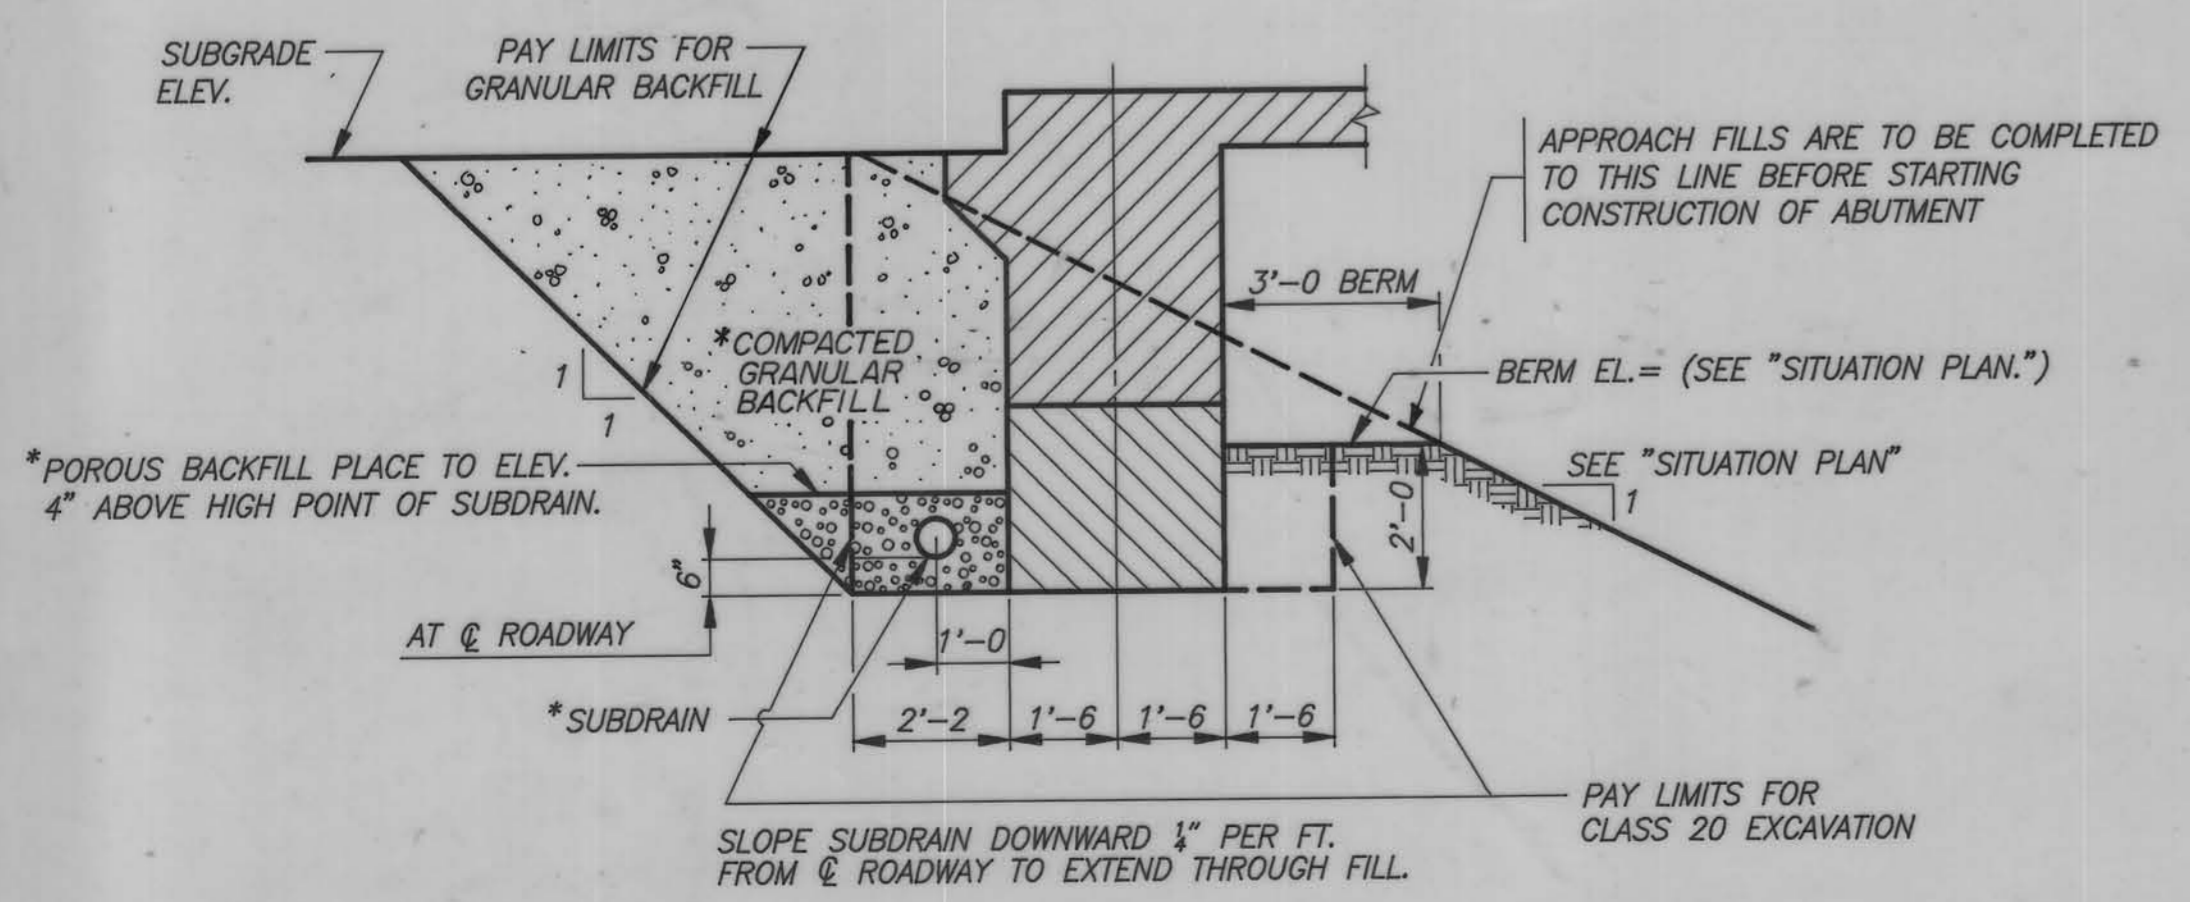 SUBGRADE
ELEV.
PAY LIMITS FOR
GRANULAR BACKFILL
APPROACH FILLS ARE TO BE COMPLETED
TO THIS LINE BEFORE STARTING
CONSTRUCTION OF ABUTMENT
3'-0 BERM
*COMPACTED
GRANULAR
BACKFILL
1
1
BERM EL.= (SEE "SITUATION PLAN.")
*POROUS BACKFILL PLACE TO ELEV.
4" ABOVE HIGH POINT OF SUBDRAIN.
SEE "SITUATION PLAN"
1
2'-0
6"
AT ℄ ROADWAY
1'-0
*SUBDRAIN
2'-2
1'-6
1'-6
1'-6
PAY LIMITS FOR
CLASS 20 EXCAVATION
SLOPE SUBDRAIN DOWNWARD ¼" PER FT.
FROM ℄ ROADWAY TO EXTEND THROUGH FILL.